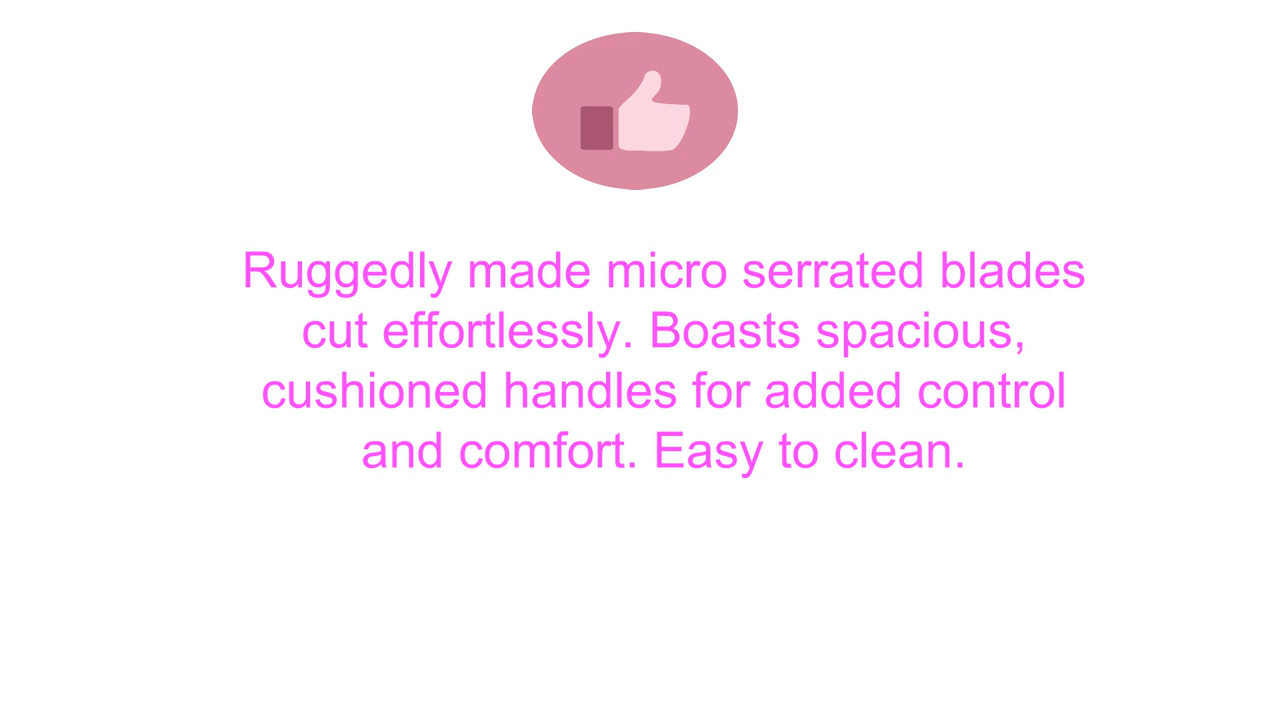 Ruggedly made micro serrated blades
cut effortlessly. Boasts spacious,
cushioned handles for added control
and comfort. Easy to clean.